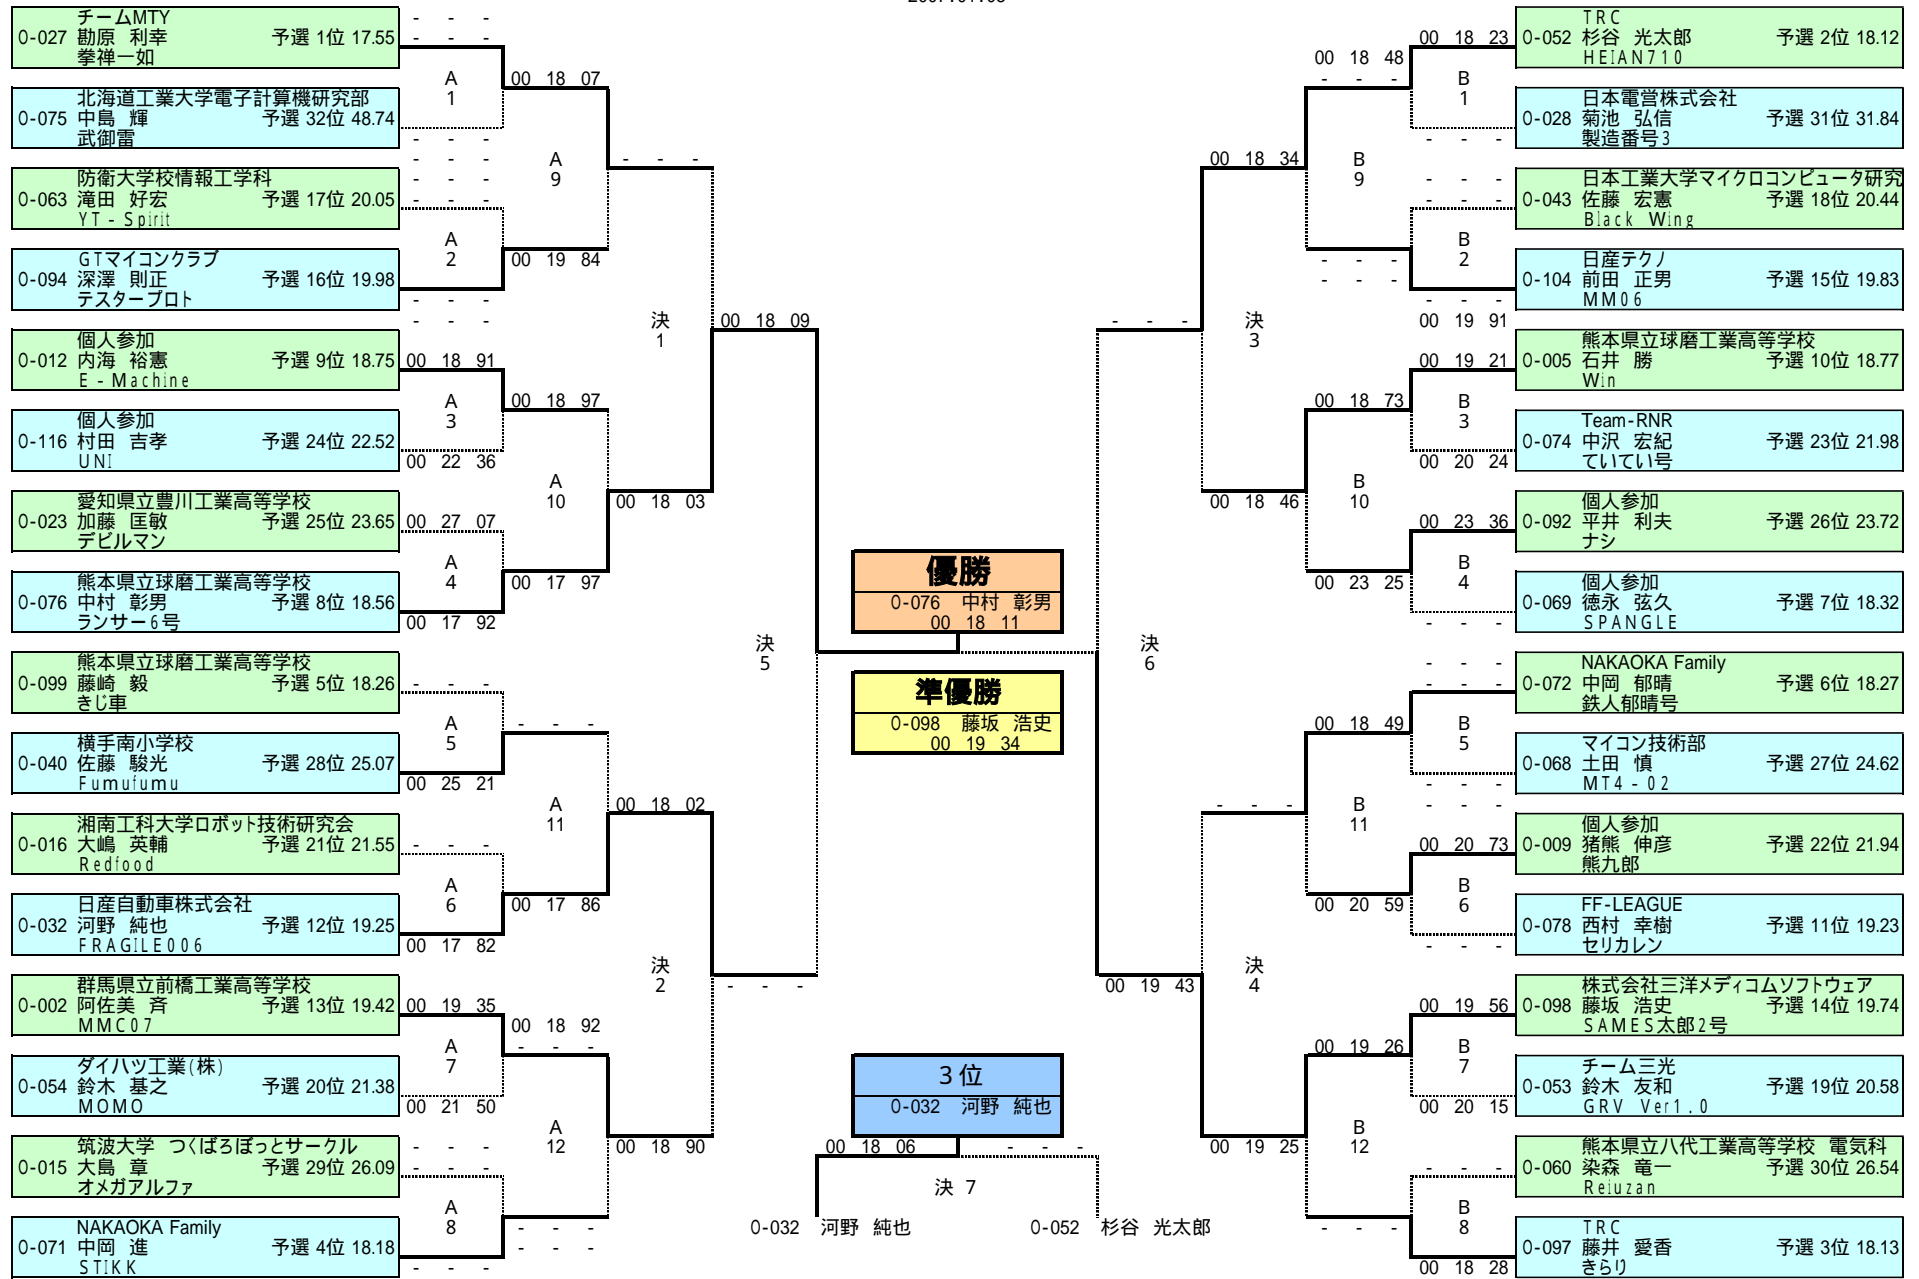 チームMTY
0-027 勘原 利幸 予選 1位 17.55
拳禅一如
- - -
- - -
A
1
北海道工業大学電子計算機研究部
0-075 中島 輝 予選 32位 48.74
武御雷
- - -
- - -
00 18 07
A
9
防衛大学校情報工学科
0-063 滝田 好宏 予選 17位 20.05
YT-Spirit
- - -
- - -
A
2
GTマイコンクラブ
0-094 深澤 則正 予選 16位 19.98
テスタープロト
- - -
- - -
00 19 84
- - -
決
1
個人参加
0-012 内海 裕憲 予選 9位 18.75
E-Machine
00 18 91
A
3
個人参加
0-116 村田 吉孝 予選 24位 22.52
UNI
00 22 36
00 18 97
A
10
愛知県立豊川工業高等学校
0-023 加藤 匡敏 予選 25位 23.65
デビルマン
00 27 07
A
4
熊本県立球磨工業高等学校
0-076 中村 彰男 予選 8位 18.56
ランサー6号
00 17 92
00 17 97
00 18 03
00 18 09
決
5
熊本県立球磨工業高等学校
0-099 藤崎 毅 予選 5位 18.26
きじ車
- - -
A
5
横手南小学校
0-040 佐藤 駿光 予選 28位 25.07
Fumufumu
00 25 21
- - -
A
11
湘南工科大学ロボット技術研究会
0-016 大嶋 英輔 予選 21位 21.55
Redfood
- - -
A
6
日産自動車株式会社
0-032 河野 純也 予選 12位 19.25
FRAGILE006
00 17 82
00 17 86
00 18 02
決
2
群馬県立前橋工業高等学校
0-002 阿佐美 斉 予選 13位 19.42
MMC07
00 19 35
A
7
ダイハツ工業(株)
0-054 鈴木 基之 予選 20位 21.38
MOMO
00 21 50
00 18 92
- - -
A
12
筑波大学 つくばろぼっとサークル
0-015 大島 章 予選 29位 26.09
オメガアルファ
- - -
- - -
A
8
NAKAOKA Family
0-071 中岡 進 予選 4位 18.18
STIKK
- - -
- - -
- - -
00 18 90
- - -
優勝
0-076 中村 彰男
00 18 11
準優勝
0-098 藤坂 浩史
00 19 34
3位
0-032 河野 純也
00 18 06 - - -
決 7
0-032 河野 純也 0-052 杉谷 光太郎
TRC
0-052 杉谷 光太郎 予選 2位 18.12
HEIAN710
00 18 23
B
1
日本電営株式会社
0-028 菊池 弘信 予選 31位 31.84
製造番号3
- - -
00 18 48
- - -
B
9
日本工業大学マイクロコンピュータ研究
0-043 佐藤 宏憲 予選 18位 20.44
Black Wing
- - -
- - -
B
2
日産テクノ
0-104 前田 正男 予選 15位 19.83
MM06
- - -
00 19 91
- - -
- - -
00 18 34
決
3
熊本県立球磨工業高等学校
0-005 石井 勝 予選 10位 18.77
Win
00 19 21
B
3
Team-RNR
0-074 中沢 宏紀 予選 23位 21.98
ていてい号
00 20 24
00 18 73
B
10
個人参加
0-092 平井 利夫 予選 26位 23.72
ナシ
00 23 36
B
4
個人参加
0-069 徳永 弦久 予選 7位 18.32
SPANGLE
- - -
00 23 25
00 18 46
- - -
決
6
NAKAOKA Family
0-072 中岡 郁晴 予選 6位 18.27
鉄人郁晴号
- - -
- - -
B
5
マイコン技術部
0-068 土田 慎 予選 27位 24.62
MT4-02
- - -
- - -
00 18 49
B
11
個人参加
0-009 猪熊 伸彦 予選 22位 21.94
熊九郎
00 20 73
B
6
FF-LEAGUE
0-078 西村 幸樹 予選 11位 19.23
セリカレン
- - -
00 20 59
- - -
決
4
株式会社三洋メディコムソフトウェア
0-098 藤坂 浩史 予選 14位 19.74
SAMES太郎2号
00 19 56
B
7
チーム三光
0-053 鈴木 友和 予選 19位 20.58
GRV Ver1.0
00 20 15
00 19 26
B
12
熊本県立八代工業高等学校 電気科
0-060 染森 竜一 予選 30位 26.54
Reiuzan
- - -
B
8
TRC
0-097 藤井 愛香 予選 3位 18.13
きらり
00 18 28
- - -
00 19 25
00 19 43